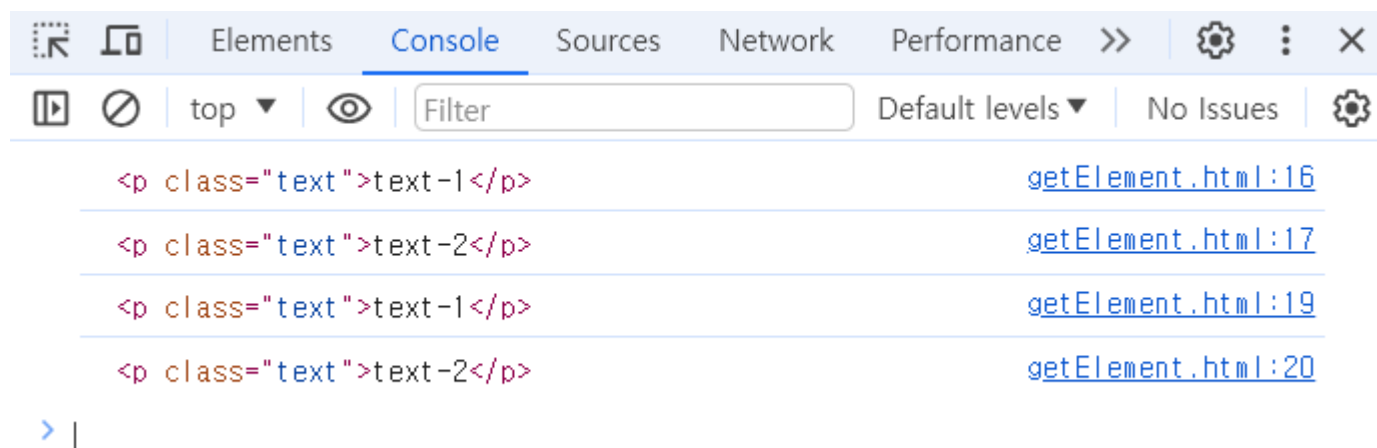 Elements Console Sources Network Performance
top Filter Default levels No Issues
<p class="text">text-1</p> getElement.html:16
<p class="text">text-2</p> getElement.html:17
<p class="text">text-1</p> getElement.html:19
<p class="text">text-2</p> getElement.html:20